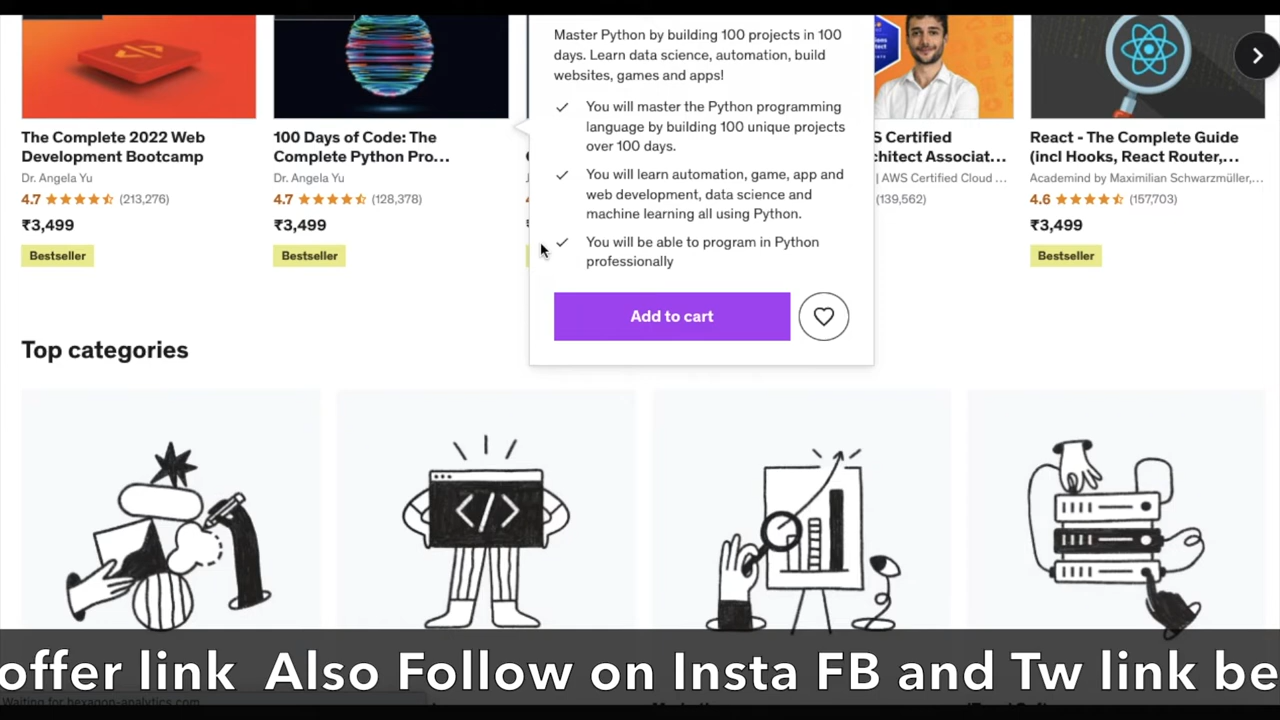 Master Python by building 100 projects in 100
days. Learn data science, automation, build
websites, games and apps!
You will master the Python programming
language by building 100 unique projects
over 100 days.
You will learn automation, game, app and
web development, data science and
machine learning all using Python.
You will be able to program in Python
professionally
Add to cart
The Complete 2022 Web
Development Bootcamp
Dr. Angela Yu
4.7 (213,276)
₹3,499
Bestseller
100 Days of Code: The
Complete Python Pro...
Dr. Angela Yu
4.7 (128,378)
₹3,499
Bestseller
S Certified
chitect Associat...
| AWS Certified Cloud ...
(139,562)
React - The Complete Guide
(incl Hooks, React Router,...
Academind by Maximilian Schwarzmüller,...
4.6 (157,703)
₹3,499
Bestseller
Top categories
</>
offer link Also Follow on Insta FB and Tw link be
Waiting for hexagon-analytics.com